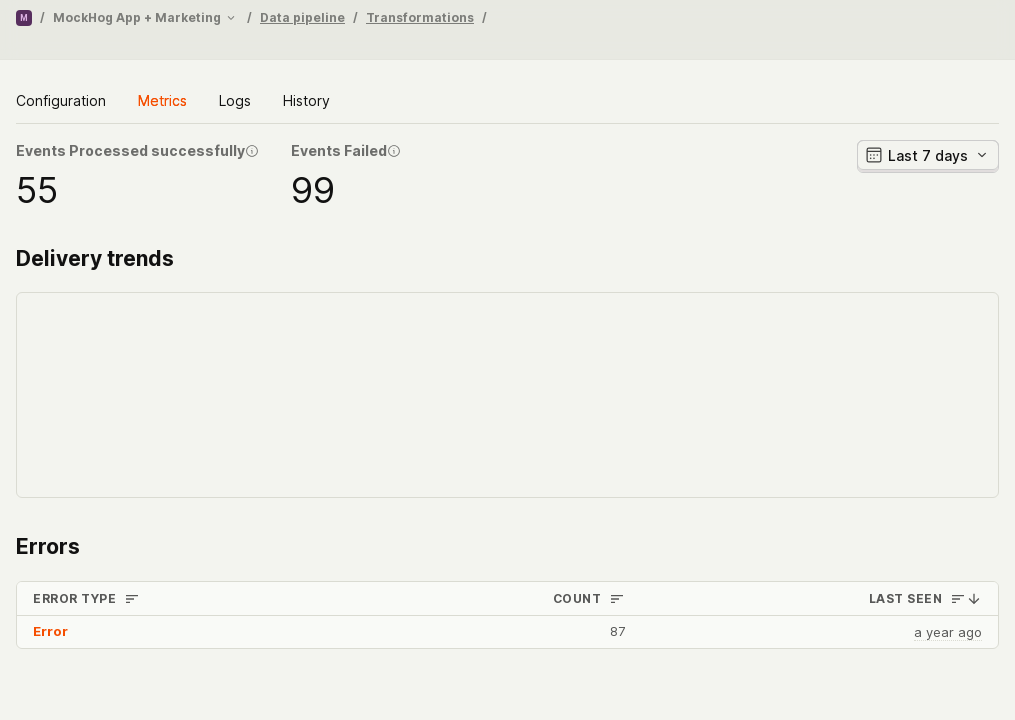 M / MockHog App + Marketing / Data pipeline / Transformations /
Configuration Metrics Logs History
Events Processed successfully Events Failed
Last 7 days
55 99
Delivery trends
Errors
ERROR TYPE COUNT LAST SEEN
Error 87 a year ago